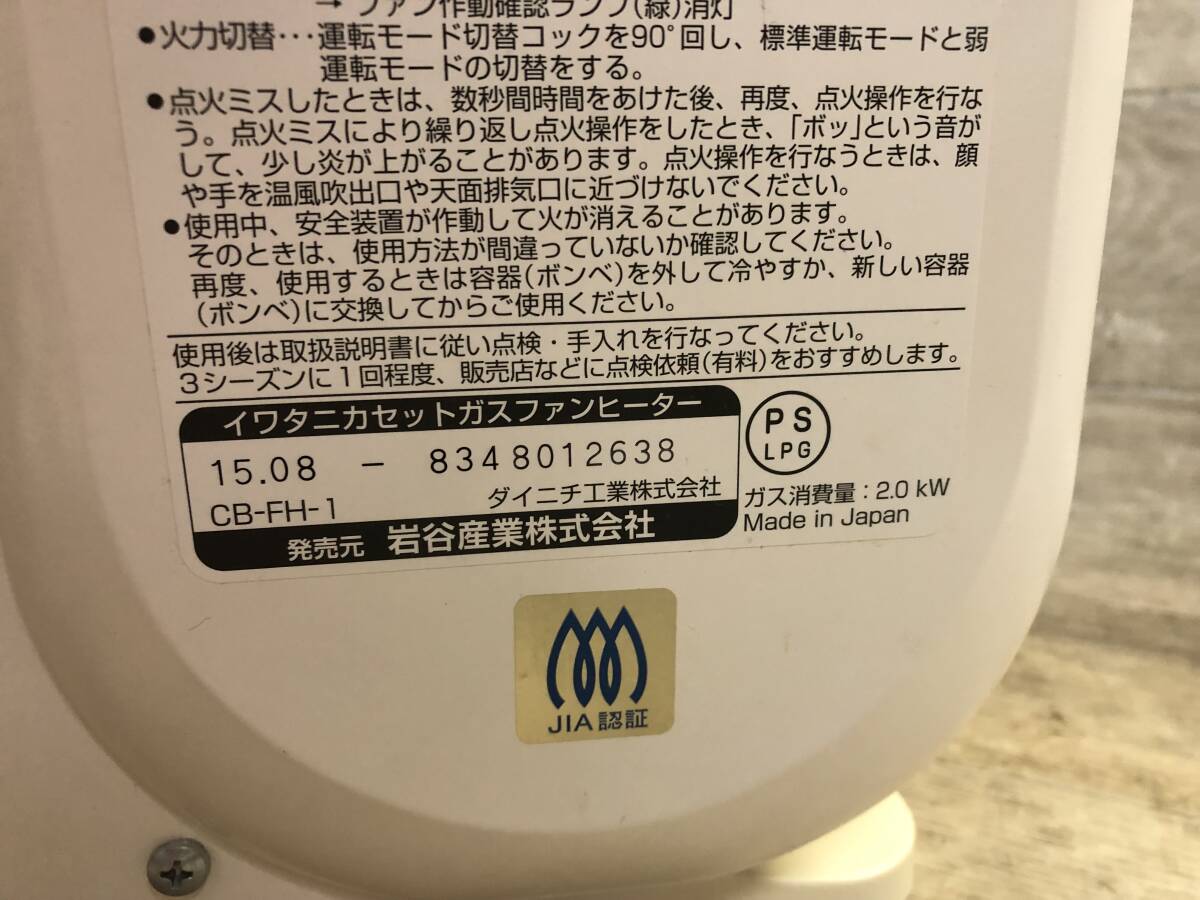 → ファン作動確認ランプ(緑)消灯
●火力切替･･･運転モード切替コックを90°回し、標準運転モードと弱
運転モードの切替をする。
●点火ミスしたときは、数秒間時間をあけた後、再度、点火操作を行な
う。点火ミスにより繰り返し点火操作をしたとき、「ボッ」という音が
して、少し炎が上がることがあります。点火操作を行なうときは、顔
や手を温風吹出口や天面排気口に近づけないでください。
●使用中、安全装置が作動して火が消えることがあります。
そのときは、使用方法が間違っていないか確認してください。
再度、使用するときは容器(ボンベ)を外して冷やすか、新しい容器
(ボンベ)に交換してからご使用ください。
使用後は取扱説明書に従い点検・手入れを行なってください。
3シーズンに1回程度、販売店などに点検依頼(有料)をおすすめします。
イワタニカセットガスファンヒーター
15.08 － 8348012638
CB-FH-1 ダイニチ工業株式会社
発売元 岩谷産業株式会社
PS
LPG
ガス消費量：2.0 kW
Made in Japan
JIA 認証